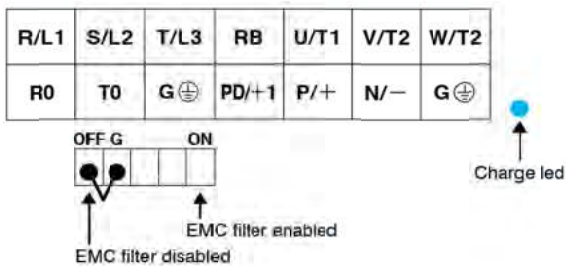 R/L1 S/L2 T/L3 RB U/T1 V/T2 W/T2
R0 T0 G⏚ PD/+1 P/+ N/− G⏚
OFF G ON
Charge led
EMC filter enabled
EMC filter disabled